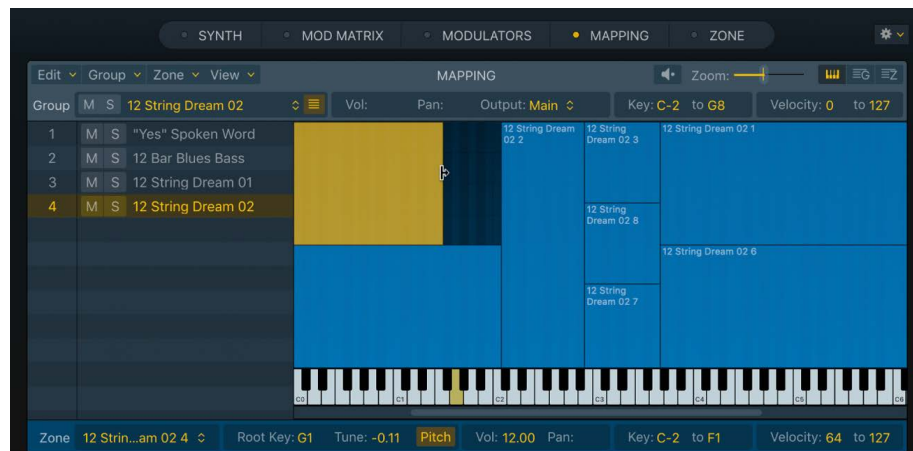 SYNTH MOD MATRIX MODULATORS MAPPING ZONE
Edit Group Zone View MAPPING Zoom: G Z
Group M S 12 String Dream 02 Vol: Pan: Output: Main Key: C-2 to G8 Velocity: 0 to 127
1 M S "Yes" Spoken Word
2 M S 12 Bar Blues Bass
3 M S 12 String Dream 01
4 M S 12 String Dream 02
12 String Dream
02 2
12 String
Dream 02 3
12 String Dream 02 1
12 String
Dream 02 8
12 String Dream 02 6
12 String
Dream 02 7
C0 C1 C2 C3 C4 C5 C6
Zone 12 Strin...am 02 4 Root Key: G1 Tune: -0.11 Pitch Vol: 12.00 Pan: Key: C-2 to F1 Velocity: 64 to 127